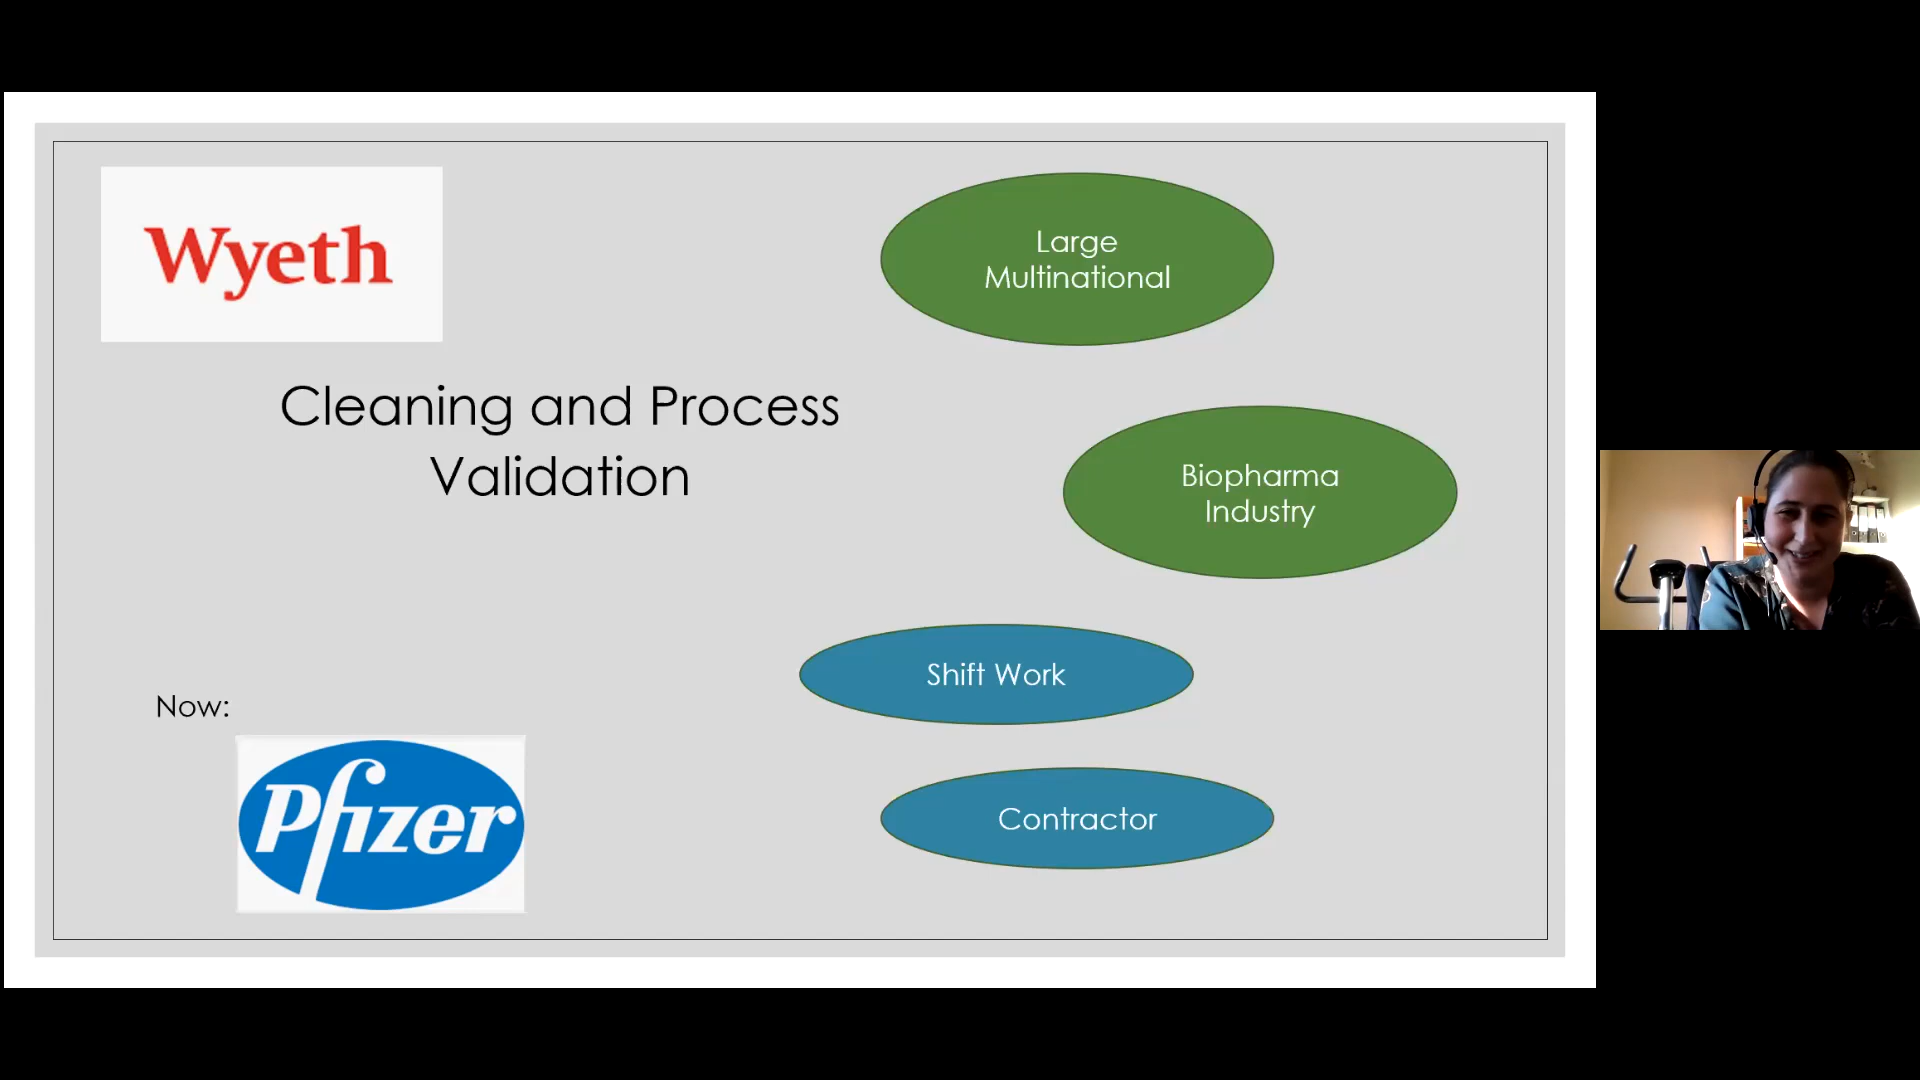 Wyeth
Large
Multinational
Cleaning and Process
Validation
Biopharma
Industry
Shift Work
Now:
Pfizer
Contractor